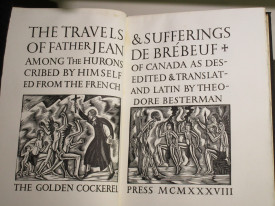 THE TRAVELS & SUFFERINGS
OF FATHER JEAN DE BRÉBEUF +
AMONG THE HURONS OF CANADA AS DES-
CRIBED BY HIMSELF EDITED & TRANSLAT-
ED FROM THE FRENCH AND LATIN BY THEO-
DORE BESTERMAN
THE GOLDEN COCKEREL PRESS MCMXXXVIII